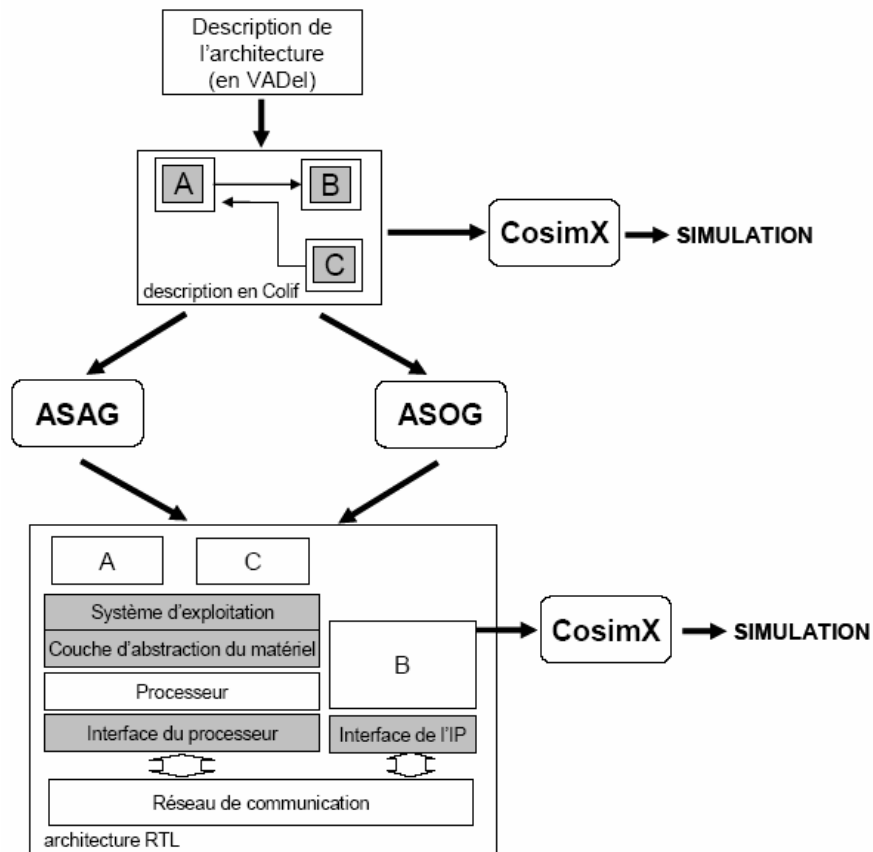 Description de
l'architecture
(en VADel)
A
B
C
description en Colif
CosimX
SIMULATION
ASAG
ASOG
A
C
Système d'exploitation
Couche d'abstraction du matériel
Processeur
Interface du processeur
B
Interface de l'IP
Réseau de communication
architecture RTL
CosimX
SIMULATION